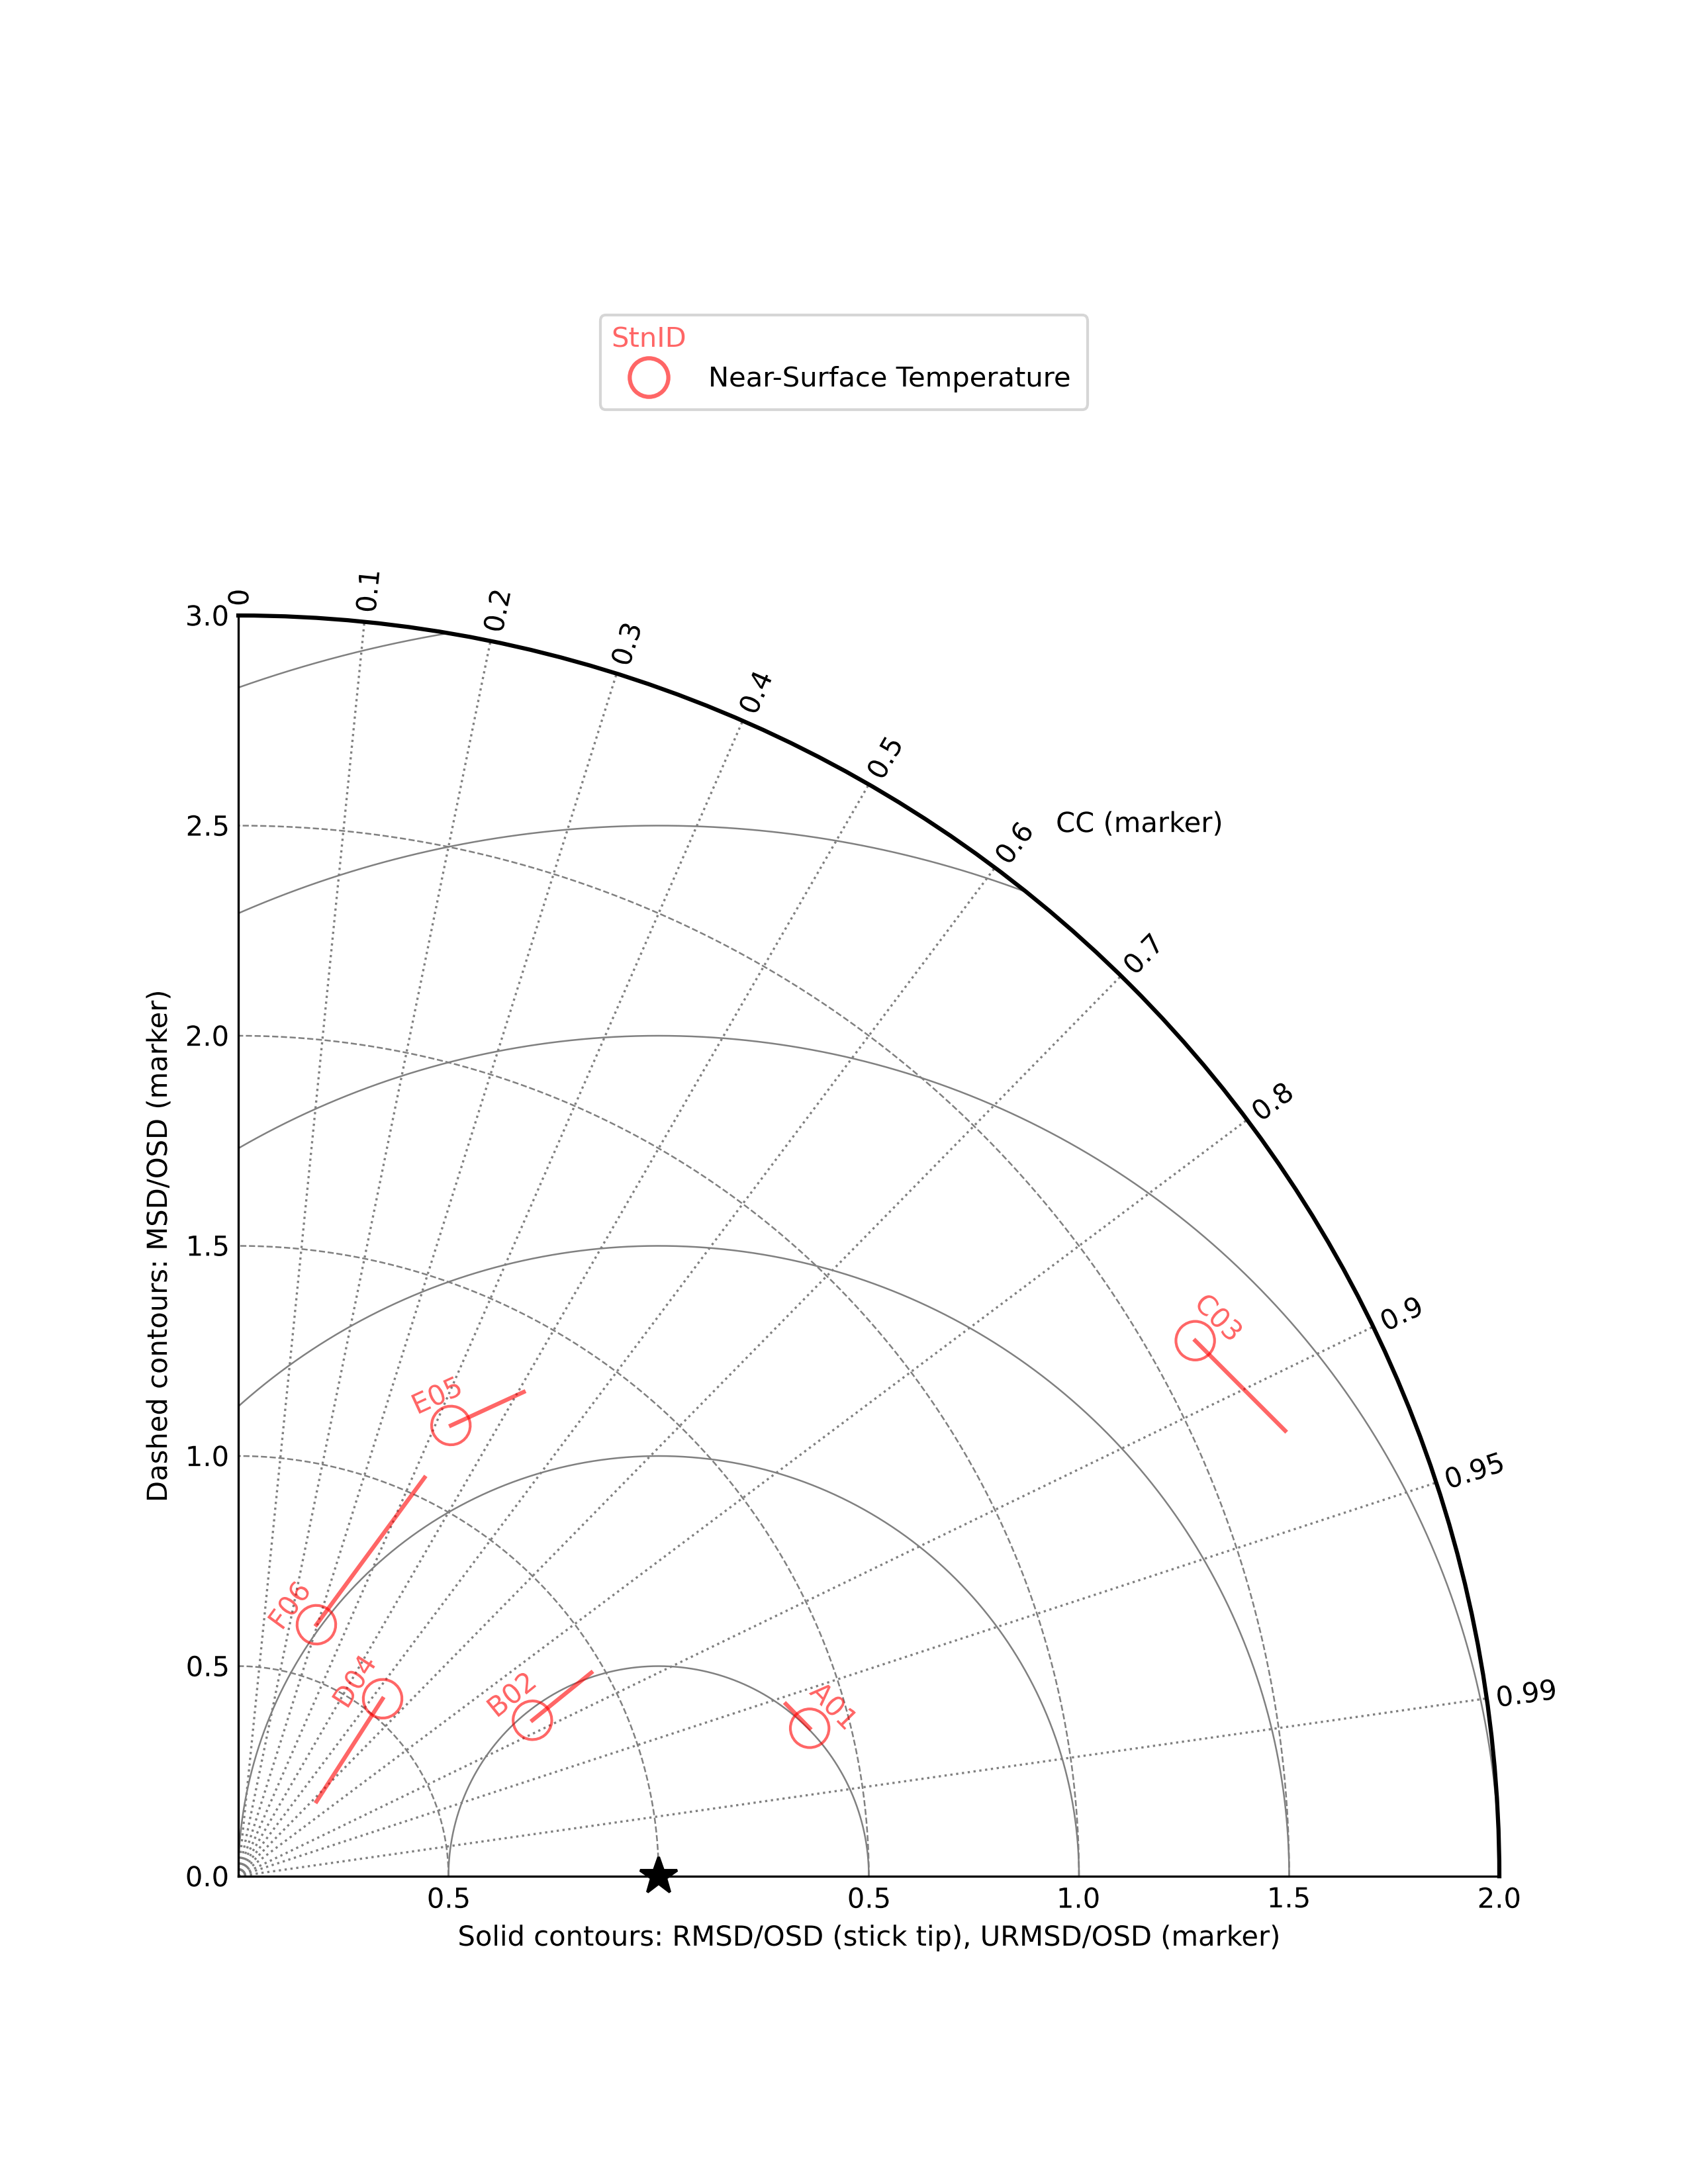 StnID
Near-Surface Temperature
0
0.1
0.2
0.3
0.4
0.5
0.6
CC (marker)
0.7
0.8
0.9
0.95
0.99
3.0
2.5
2.0
1.5
1.0
0.5
0.0
Dashed contours: MSD/OSD (marker)
C03
E05
F06
D04
B02
A01
0.5
0.5
1.0
1.5
2.0
Solid contours: RMSD/OSD (stick tip), URMSD/OSD (marker)